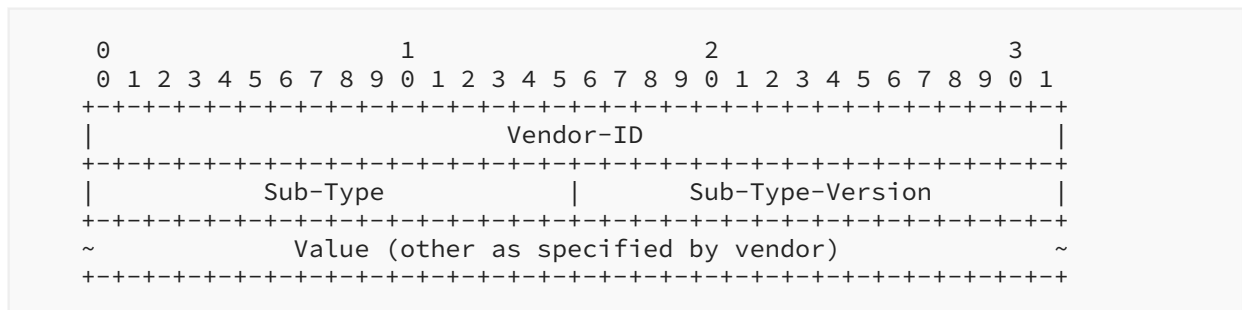 0                   1                   2                   3
0 1 2 3 4 5 6 7 8 9 0 1 2 3 4 5 6 7 8 9 0 1 2 3 4 5 6 7 8 9 0 1
+-+-+-+-+-+-+-+-+-+-+-+-+-+-+-+-+-+-+-+-+-+-+-+-+-+-+-+-+-+-+-+-+
|                           Vendor-ID                           |
+-+-+-+-+-+-+-+-+-+-+-+-+-+-+-+-+-+-+-+-+-+-+-+-+-+-+-+-+-+-+-+-+
|           Sub-Type            |       Sub-Type-Version        |
+-+-+-+-+-+-+-+-+-+-+-+-+-+-+-+-+-+-+-+-+-+-+-+-+-+-+-+-+-+-+-+-+
~             Value (other as specified by vendor)              ~
+-+-+-+-+-+-+-+-+-+-+-+-+-+-+-+-+-+-+-+-+-+-+-+-+-+-+-+-+-+-+-+-+